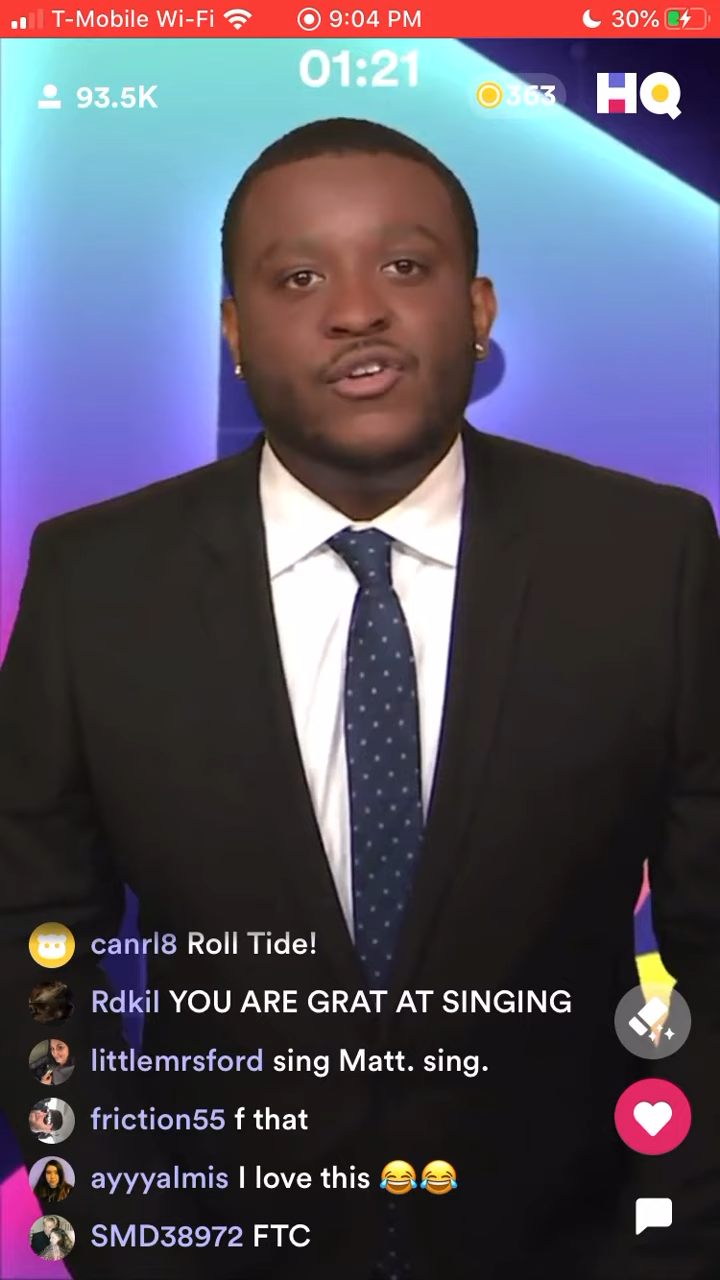 T-Mobile Wi-Fi 9:04 PM 30%
01:21
93.5K 363 HQ
canrl8 Roll Tide!
Rdkil YOU ARE GRAT AT SINGING
littlemrsford sing Matt. sing.
friction55 f that
ayyyalmis I love this 😂😂
SMD38972 FTC